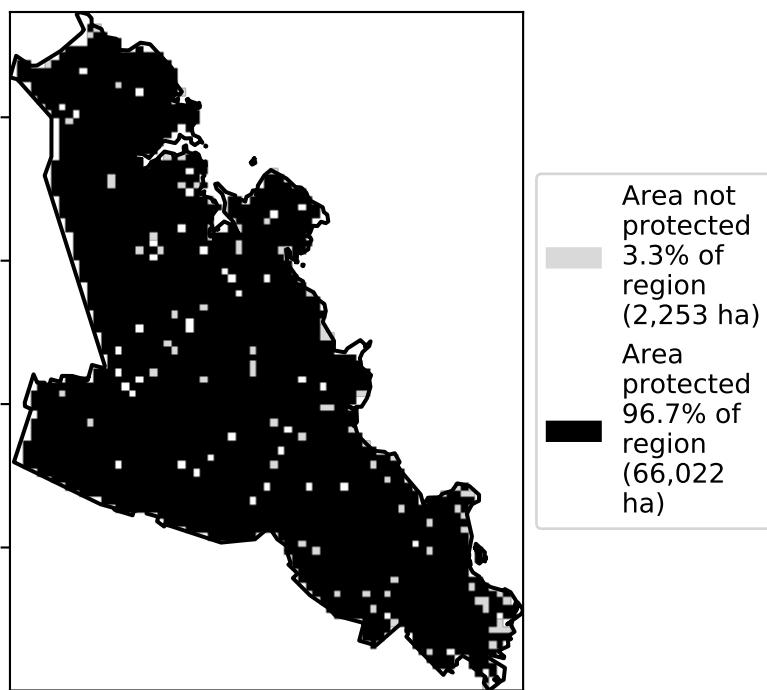 Area not
protected
3.3% of
region
(2,253 ha)
Area
protected
96.7% of
region
(66,022
ha)